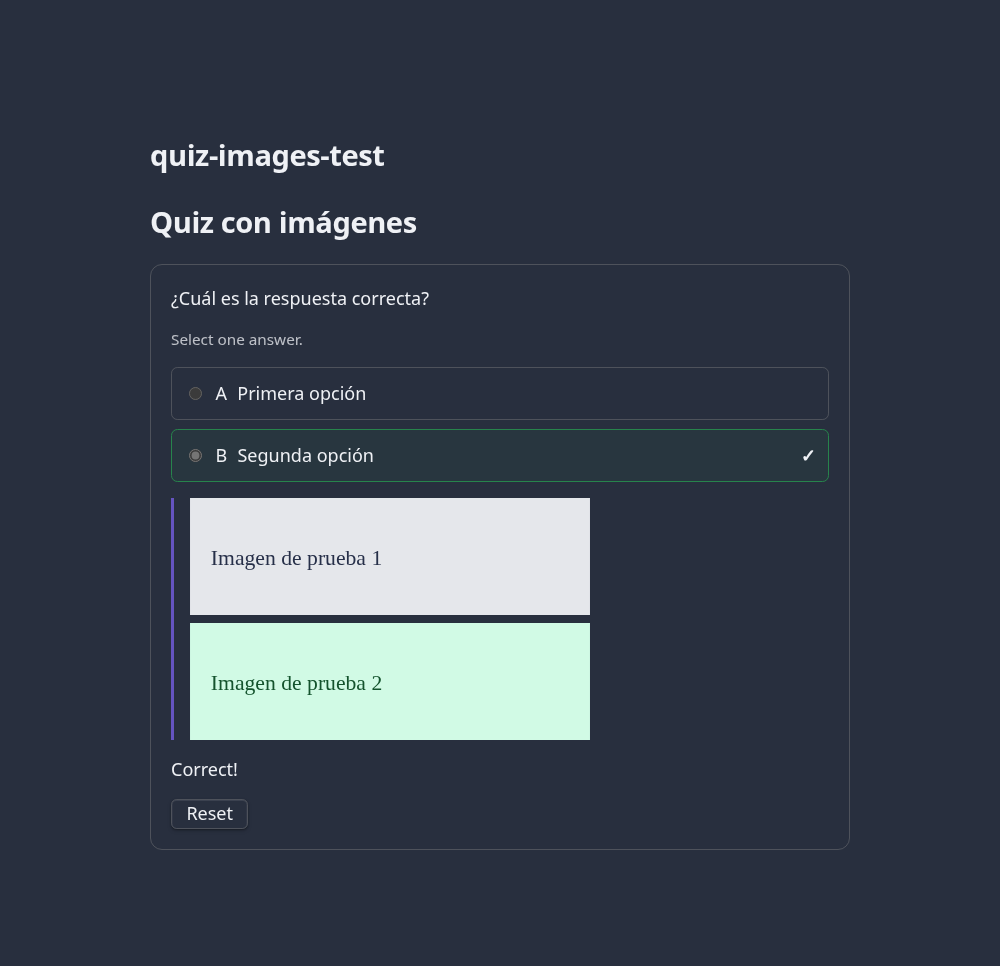 quiz-images-test
Quiz con imágenes
¿Cuál es la respuesta correcta?
Select one answer.
A Primera opción
B Segunda opción ✓
Imagen de prueba 1
Imagen de prueba 2
Correct!
Reset